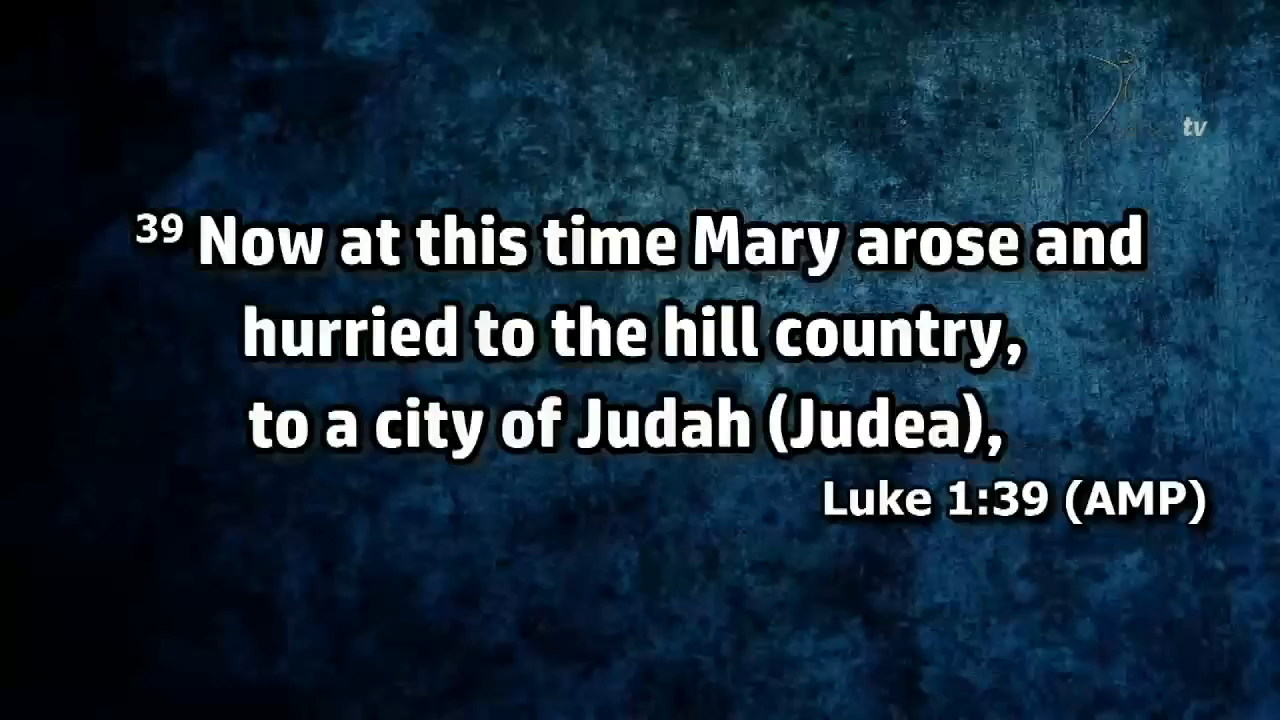 tv
39 Now at this time Mary arose and
hurried to the hill country,
to a city of Judah (Judea),
Luke 1:39 (AMP)